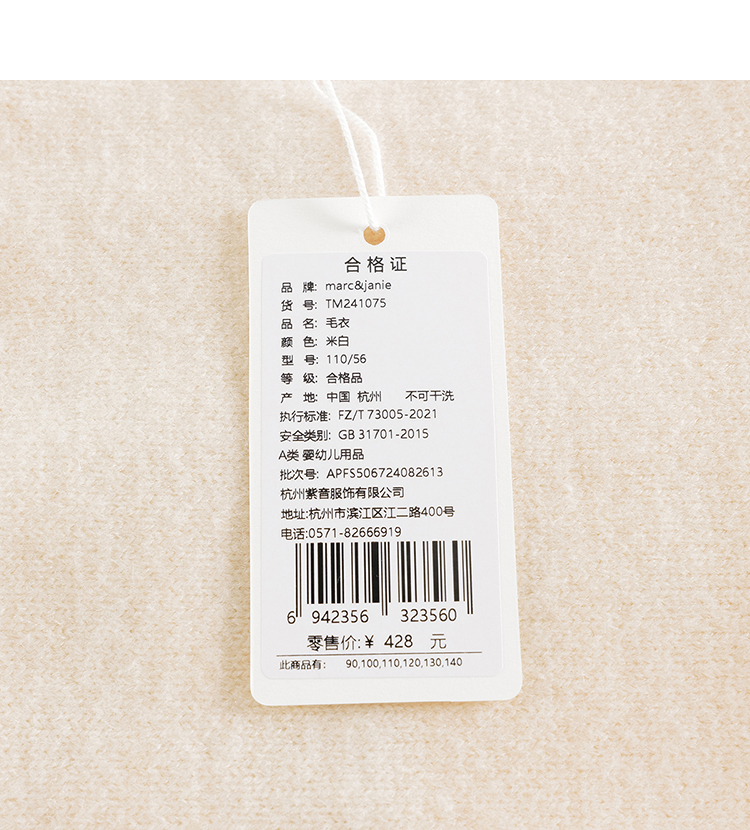 合格证
品 牌: marc&janie
货 号: TM241075
品 名: 毛衣
颜 色: 米白
型 号: 110/56
等 级: 合格品
产 地: 中国 杭州 不可干洗
执行标准: FZ/T 73005-2021
安全类别: GB 31701-2015
A类 婴幼儿用品
批次号: APFS506724082613
杭州紫音服饰有限公司
地址:杭州市滨江区江二路400号
电话:0571-82666919
6 942356 323560
零售价:¥ 428 元
此商品有: 90,100,110,120,130,140